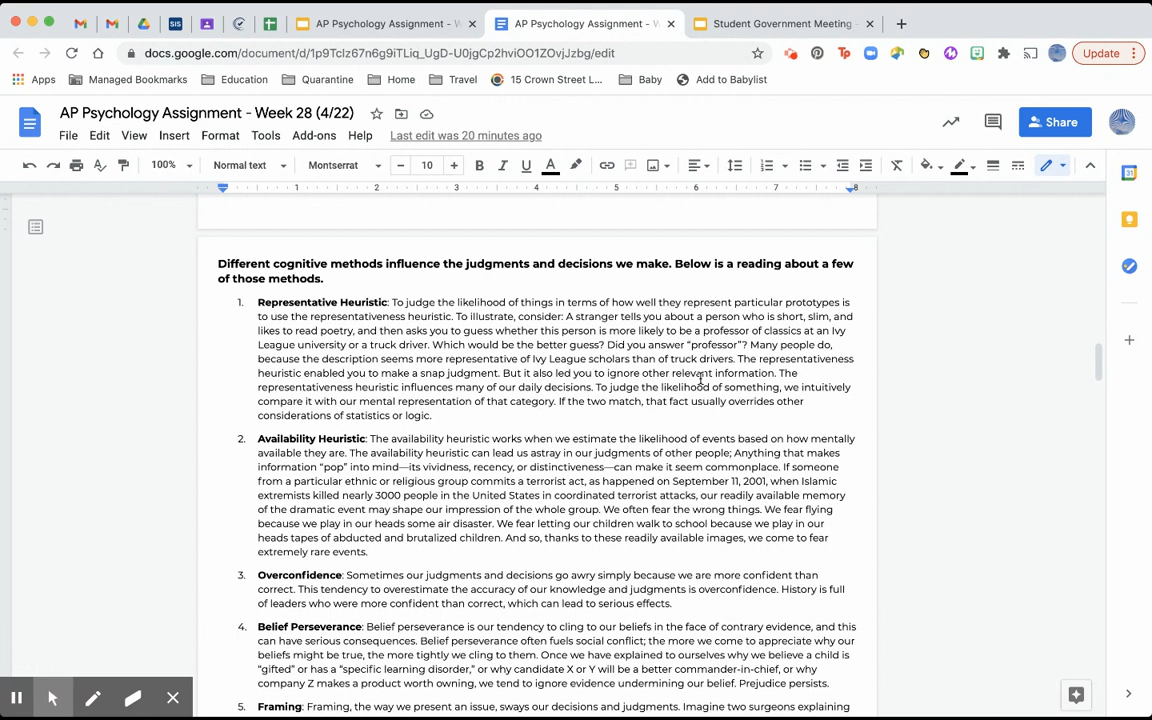 AP Psychology Assignment - W
AP Psychology Assignment - W
Student Government Meeting -
docs.google.com/document/d/1p9Tclz67n6g9iTLiq_UgD-U0jgCp2hviOO1ZOvjJzbg/edit
Update
Apps
Managed Bookmarks
Education
Quarantine
Home
Travel
15 Crown Street L...
Baby
Add to Babylist
AP Psychology Assignment - Week 28 (4/22)
File Edit View Insert Format Tools Add-ons Help Last edit was 20 minutes ago
Share
100% Normal text Montserrat 10
1 2 3 4 5 6 7 8
Different cognitive methods influence the judgments and decisions we make. Below is a reading about a few
of those methods.
1. Representative Heuristic: To judge the likelihood of things in terms of how well they represent particular prototypes is
to use the representativeness heuristic. To illustrate, consider: A stranger tells you about a person who is short, slim, and
likes to read poetry, and then asks you to guess whether this person is more likely to be a professor of classics at an Ivy
League university or a truck driver. Which would be the better guess? Did you answer “professor”? Many people do,
because the description seems more representative of Ivy League scholars than of truck drivers. The representativeness
heuristic enabled you to make a snap judgment. But it also led you to ignore other relevant information. The
representativeness heuristic influences many of our daily decisions. To judge the likelihood of something, we intuitively
compare it with our mental representation of that category. If the two match, that fact usually overrides other
considerations of statistics or logic.
2. Availability Heuristic: The availability heuristic works when we estimate the likelihood of events based on how mentally
available they are. The availability heuristic can lead us astray in our judgments of other people; Anything that makes
information “pop” into mind—its vividness, recency, or distinctiveness—can make it seem commonplace. If someone
from a particular ethnic or religious group commits a terrorist act, as happened on September 11, 2001, when Islamic
extremists killed nearly 3000 people in the United States in coordinated terrorist attacks, our readily available memory
of the dramatic event may shape our impression of the whole group. We often fear the wrong things. We fear flying
because we play in our heads some air disaster. We fear letting our children walk to school because we play in our
heads tapes of abducted and brutalized children. And so, thanks to these readily available images, we come to fear
extremely rare events.
3. Overconfidence: Sometimes our judgments and decisions go awry simply because we are more confident than
correct. This tendency to overestimate the accuracy of our knowledge and judgments is overconfidence. History is full
of leaders who were more confident than correct, which can lead to serious effects.
4. Belief Perseverance: Belief perseverance is our tendency to cling to our beliefs in the face of contrary evidence, and this
can have serious consequences. Belief perseverance often fuels social conflict; the more we come to appreciate why our
beliefs might be true, the more tightly we cling to them. Once we have explained to ourselves why we believe a child is
“gifted” or has a “specific learning disorder,” or why candidate X or Y will be a better commander-in-chief, or why
company Z makes a product worth owning, we tend to ignore evidence undermining our belief. Prejudice persists.
5. Framing: Framing, the way we present an issue, sways our decisions and judgments. Imagine two surgeons explaining